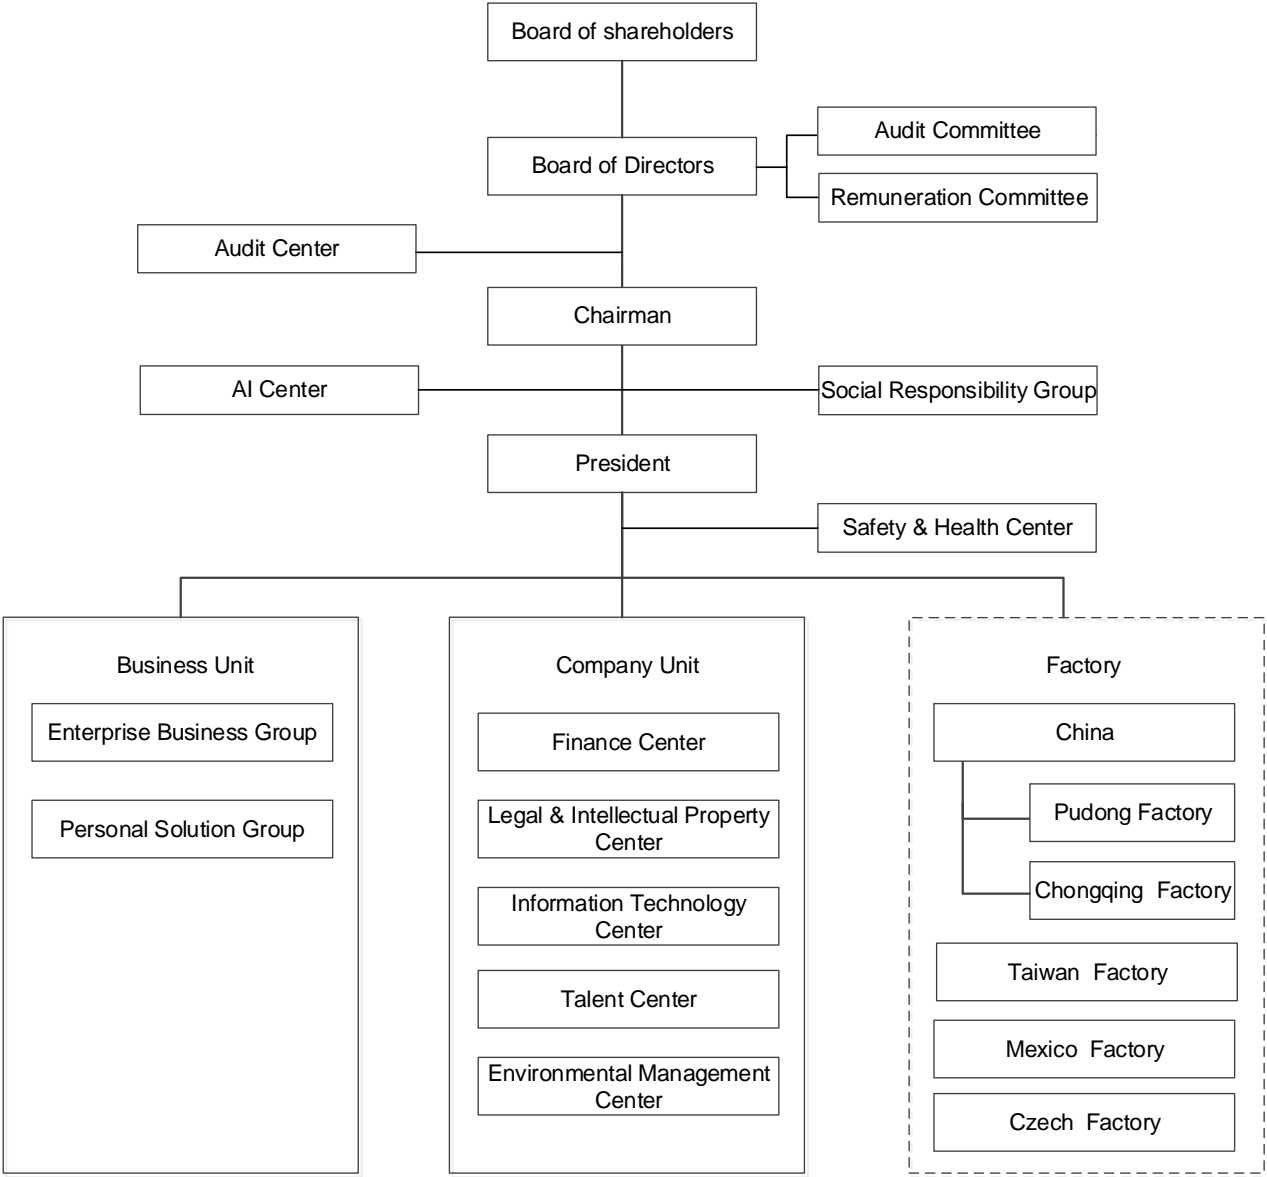 Board of shareholders
Board of Directors
Audit Committee
Remuneration Committee
Audit Center
Chairman
AI Center
Social Responsibility Group
President
Safety & Health Center
Business Unit
Enterprise Business Group
Personal Solution Group
Company Unit
Finance Center
Legal & Intellectual Property
Center
Information Technology
Center
Talent Center
Environmental Management
Center
Factory
China
Pudong Factory
Chongqing Factory
Taiwan Factory
Mexico Factory
Czech Factory